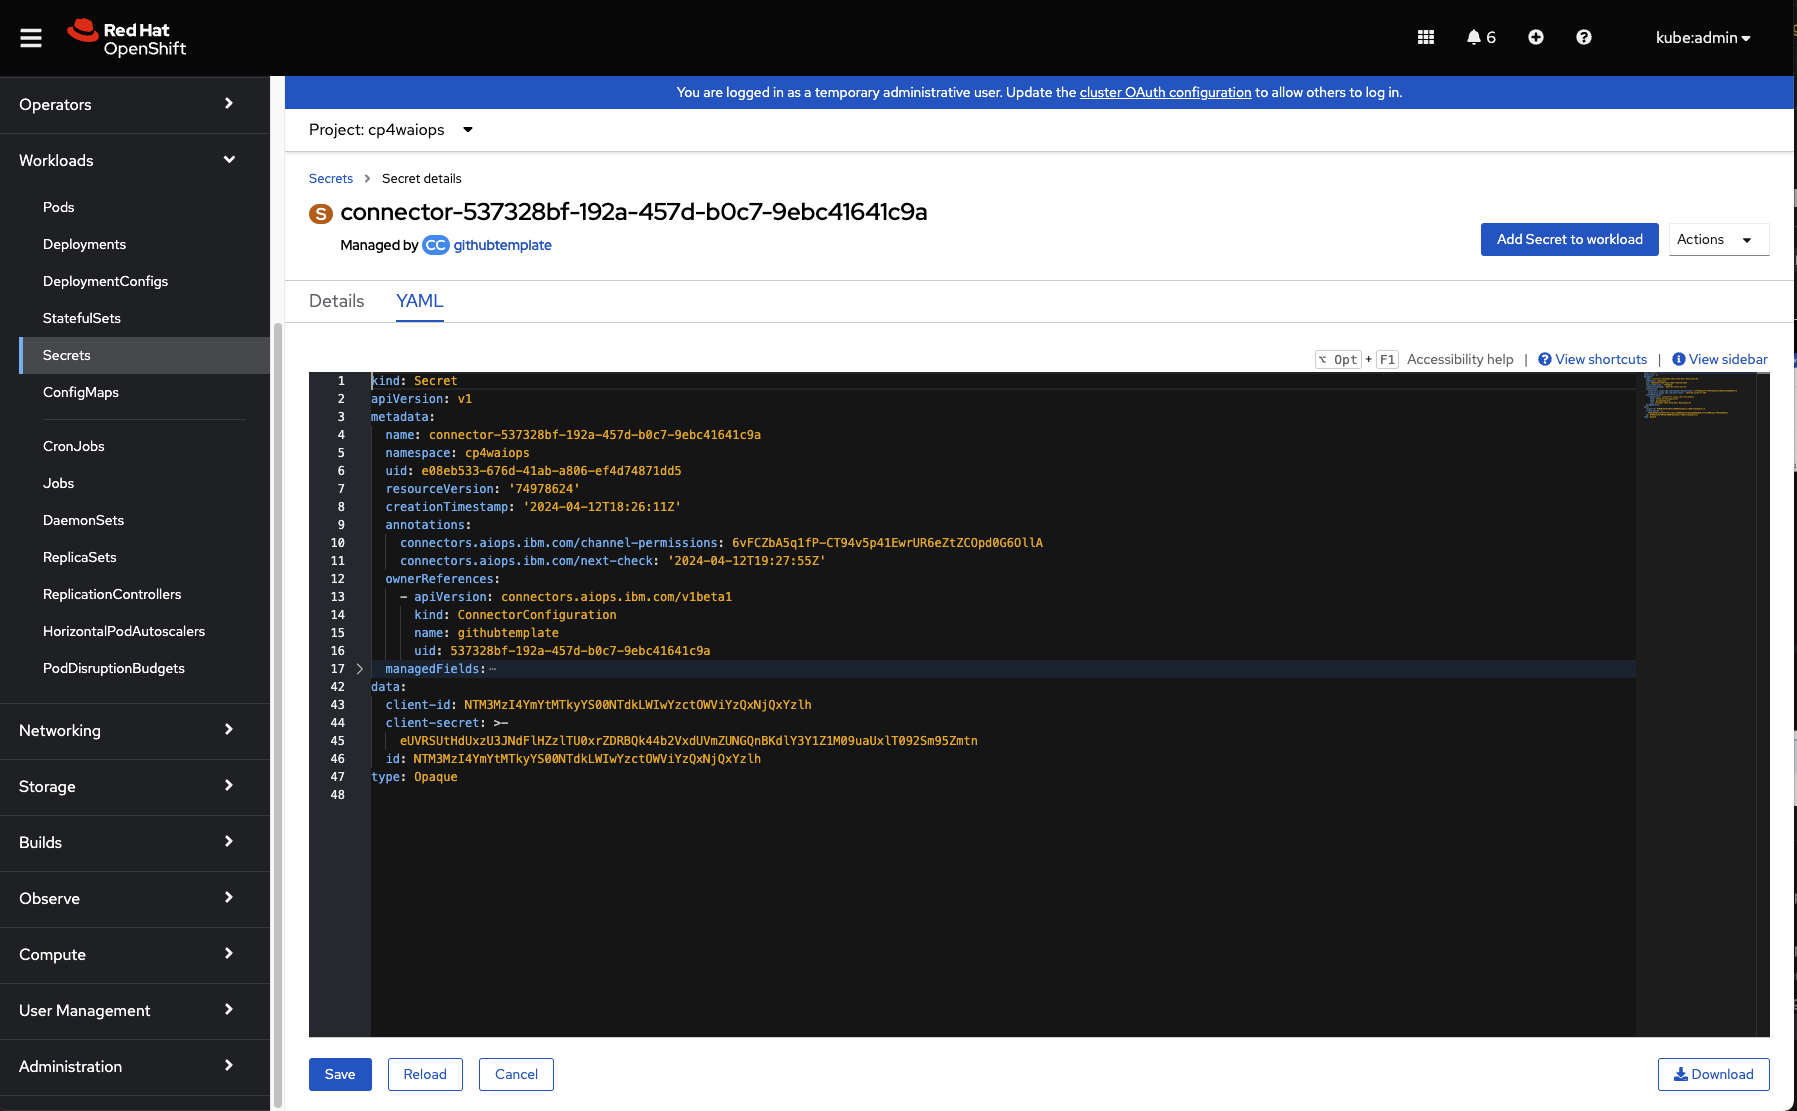 Red Hat
OpenShift
6
kube:admin
Operators
Workloads
Pods
Deployments
DeploymentConfigs
StatefulSets
Secrets
ConfigMaps
CronJobs
Jobs
DaemonSets
ReplicaSets
ReplicationControllers
HorizontalPodAutoscalers
PodDisruptionBudgets
Networking
Storage
Builds
Observe
Compute
User Management
Administration
You are logged in as a temporary administrative user. Update the cluster OAuth configuration to allow others to log in.
Project: cp4waiops
Secrets > Secret details
S connector-537328bf-192a-457d-b0c7-9ebc41641c9a
Managed by CC githubtemplate
Add Secret to workload
Actions
Details YAML
⌥ Opt + F1 Accessibility help | View shortcuts | View sidebar
1 kind: Secret
2 apiVersion: v1
3 metadata:
4 name: connector-537328bf-192a-457d-b0c7-9ebc41641c9a
5 namespace: cp4waiops
6 uid: e08eb533-676d-41ab-a806-ef4d74871dd5
7 resourceVersion: '74978624'
8 creationTimestamp: '2024-04-12T18:26:11Z'
9 annotations:
10 connectors.aiops.ibm.com/channel-permissions: 6vFCZbA5q1fP-CT94v5p41EwrUR6eZtZCOpd0G6OllA
11 connectors.aiops.ibm.com/next-check: '2024-04-12T19:27:55Z'
12 ownerReferences:
13 - apiVersion: connectors.aiops.ibm.com/v1beta1
14 kind: ConnectorConfiguration
15 name: githubtemplate
16 uid: 537328bf-192a-457d-b0c7-9ebc41641c9a
17 managedFields:…
42 data:
43 client-id: NTM3MzI4YmYtMTkyYS00NTdkLWIwYzctOWViYzQxNjQxYzlh
44 client-secret: >-
45 eUVRSUtHdUxzU3JNdFlHZzlTU0xrZDRBQk44b2VxdUVmZUNGQnBKdlY3Y1Z1M09uaUxlT092Sm95Zmtn
46 id: NTM3MzI4YmYtMTkyYS00NTdkLWIwYzctOWViYzQxNjQxYzlh
47 type: Opaque
48
Save
Reload
Cancel
Download